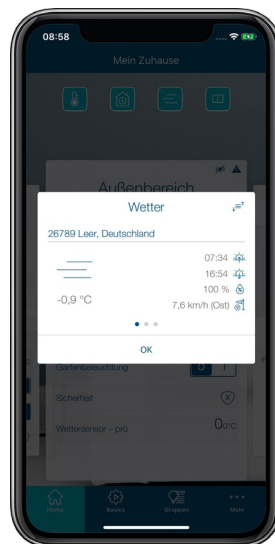 08:58
Mein Zuhause
Außenbereich
Wetter
26789 Leer, Deutschland
07:34
16:54
100 %
-0,9 °C
7,6 km/h (Ost)
OK
Gartenbeleuchtung
0 I
Sicherheit
Wettersensor – pro
0,0°C
Home
Basics
Gruppen
Mehr